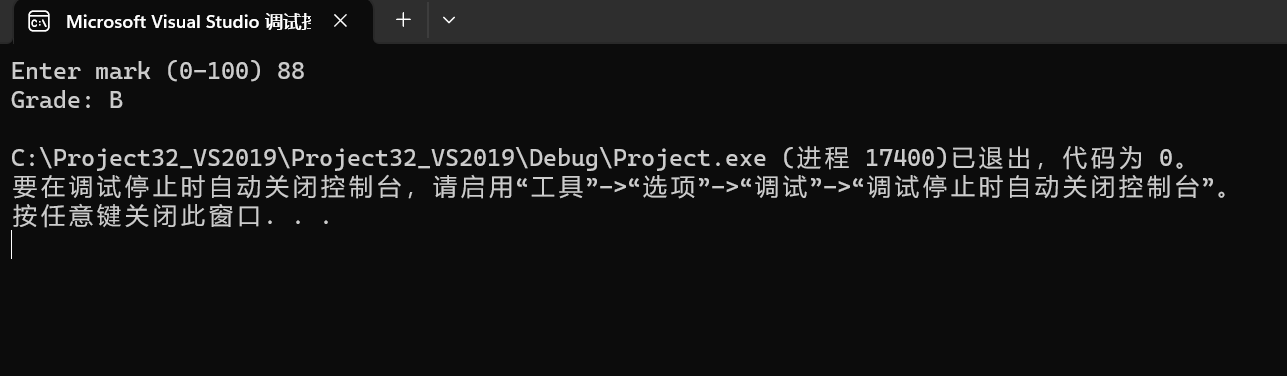 Microsoft Visual Studio 调试
Enter mark (0-100) 88
Grade: B
C:\Project32_VS2019\Project32_VS2019\Debug\Project.exe (进程 17400)已退出，代码为 0。
要在调试停止时自动关闭控制台，请启用“工具”->“选项”->“调试”->“调试停止时自动关闭控制台”。
按任意键关闭此窗口. . .